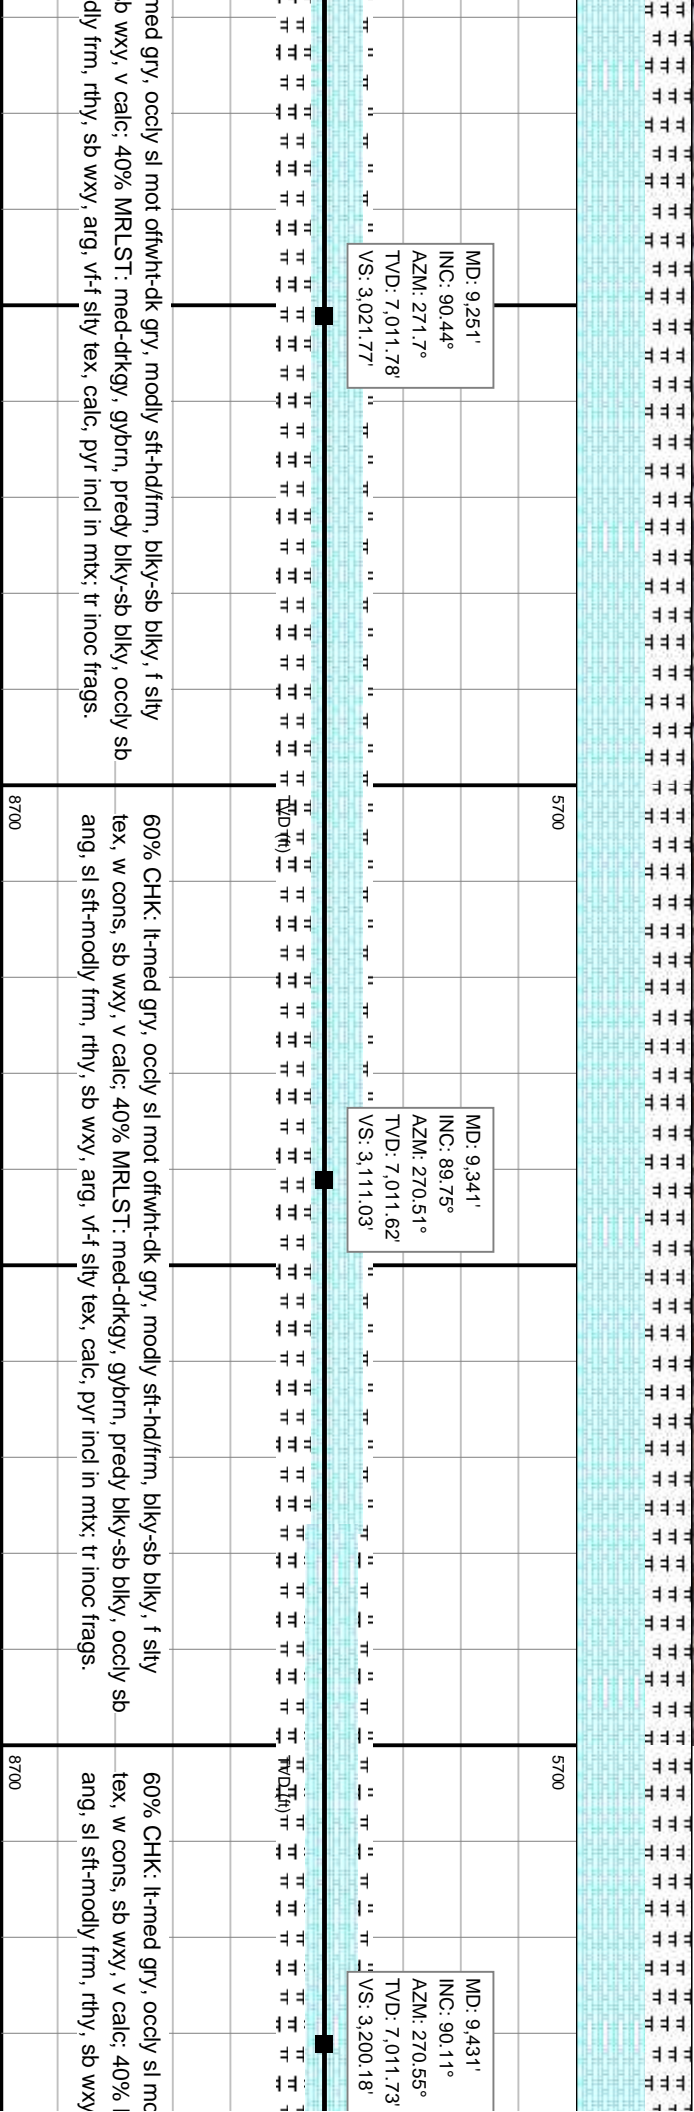 MD: 9,251'
INC: 90.44°
AZM: 271.7°
TVD: 7,011.78'
VS: 3,021.77'
med gry, occly sl mot offwht-dk gry, modly sft-hd/frm, blky-sb blky, f slty
b wxy, v calc; 40% MRLST: med-drkgy, gybrn, predy blky-sb blky, occly sb
dly frm, rthy, sb wxy, arg, vf-f slty tex, calc, pyr incl in mtx; tr inoc frags.
5700
TVD (ft)
8700
MD: 9,341'
INC: 89.75°
AZM: 270.51°
TVD: 7,011.62'
VS: 3,111.03'
60% CHK: lt-med gry, occly sl mot offwht-dk gry, modly sft-hd/frm, blky-sb blky, f slty
tex, w cons, sb wxy, v calc; 40% MRLST: med-drkgy, gybrn, predy blky-sb blky, occly sb
ang, sl sft-modly frm, rthy, sb wxy, arg, vf-f slty tex, calc, pyr incl in mtx; tr inoc frags.
5700
TVD (ft)
8700
MD: 9,431'
INC: 90.11°
AZM: 270.55°
TVD: 7,011.73'
VS: 3,200.18'
60% CHK: lt-med gry, occly sl mo
tex, w cons, sb wxy, v calc; 40%
ang, sl sft-modly frm, rthy, sb wxy